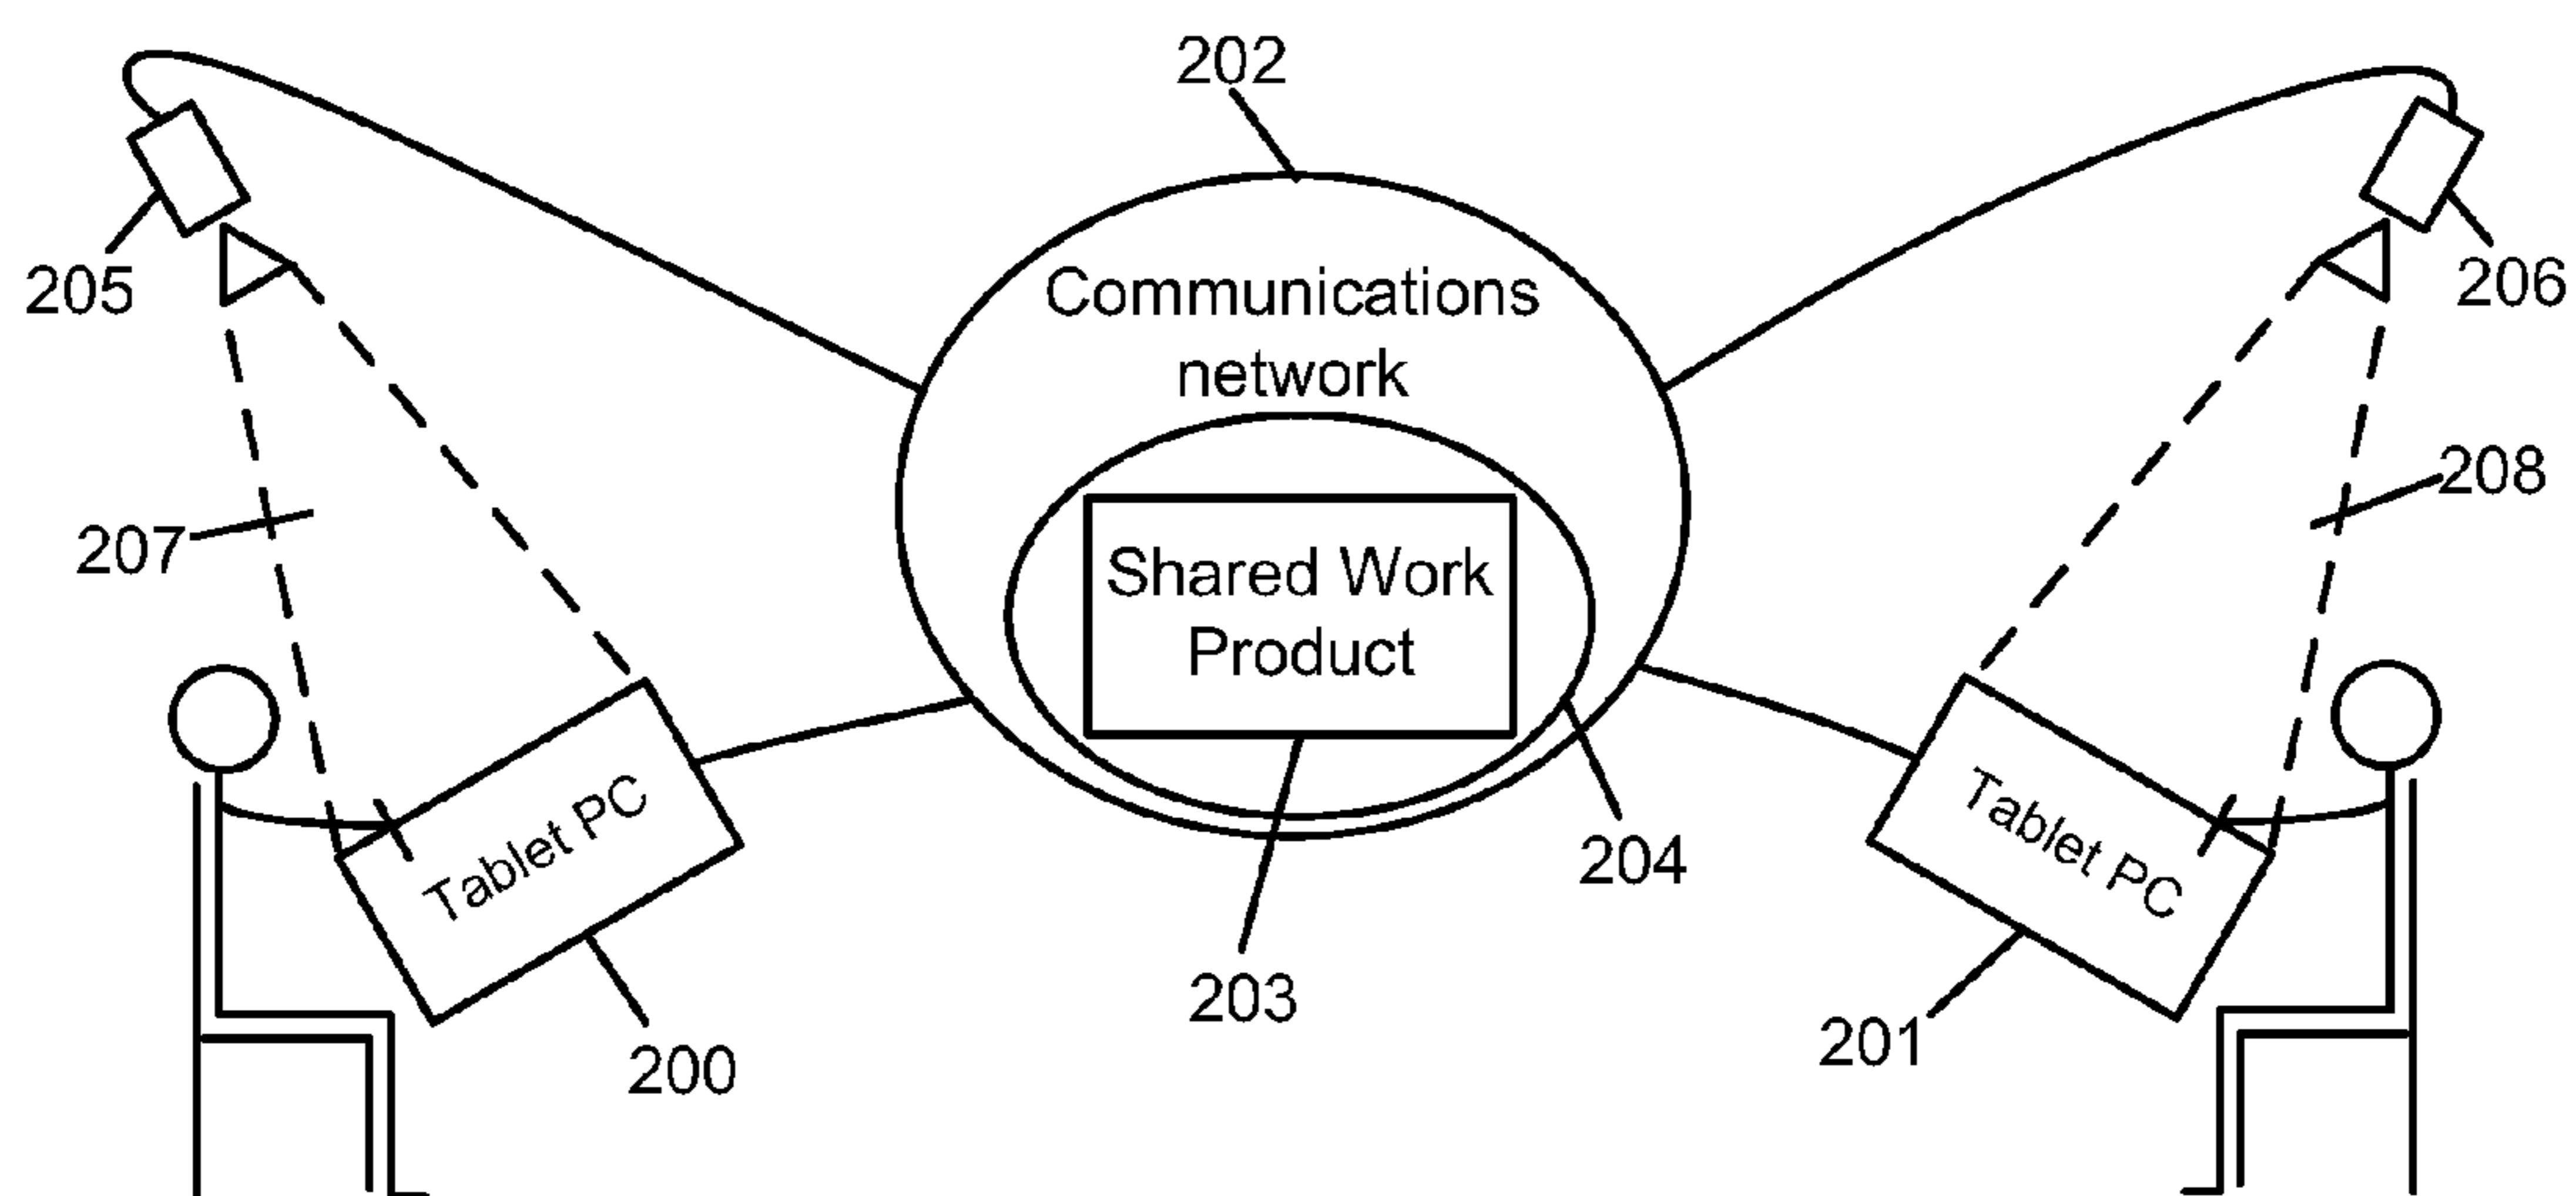 202
205
206
Communications
network
207
208
Shared Work
Product
Tablet PC
Tablet PC
204
203
200
201